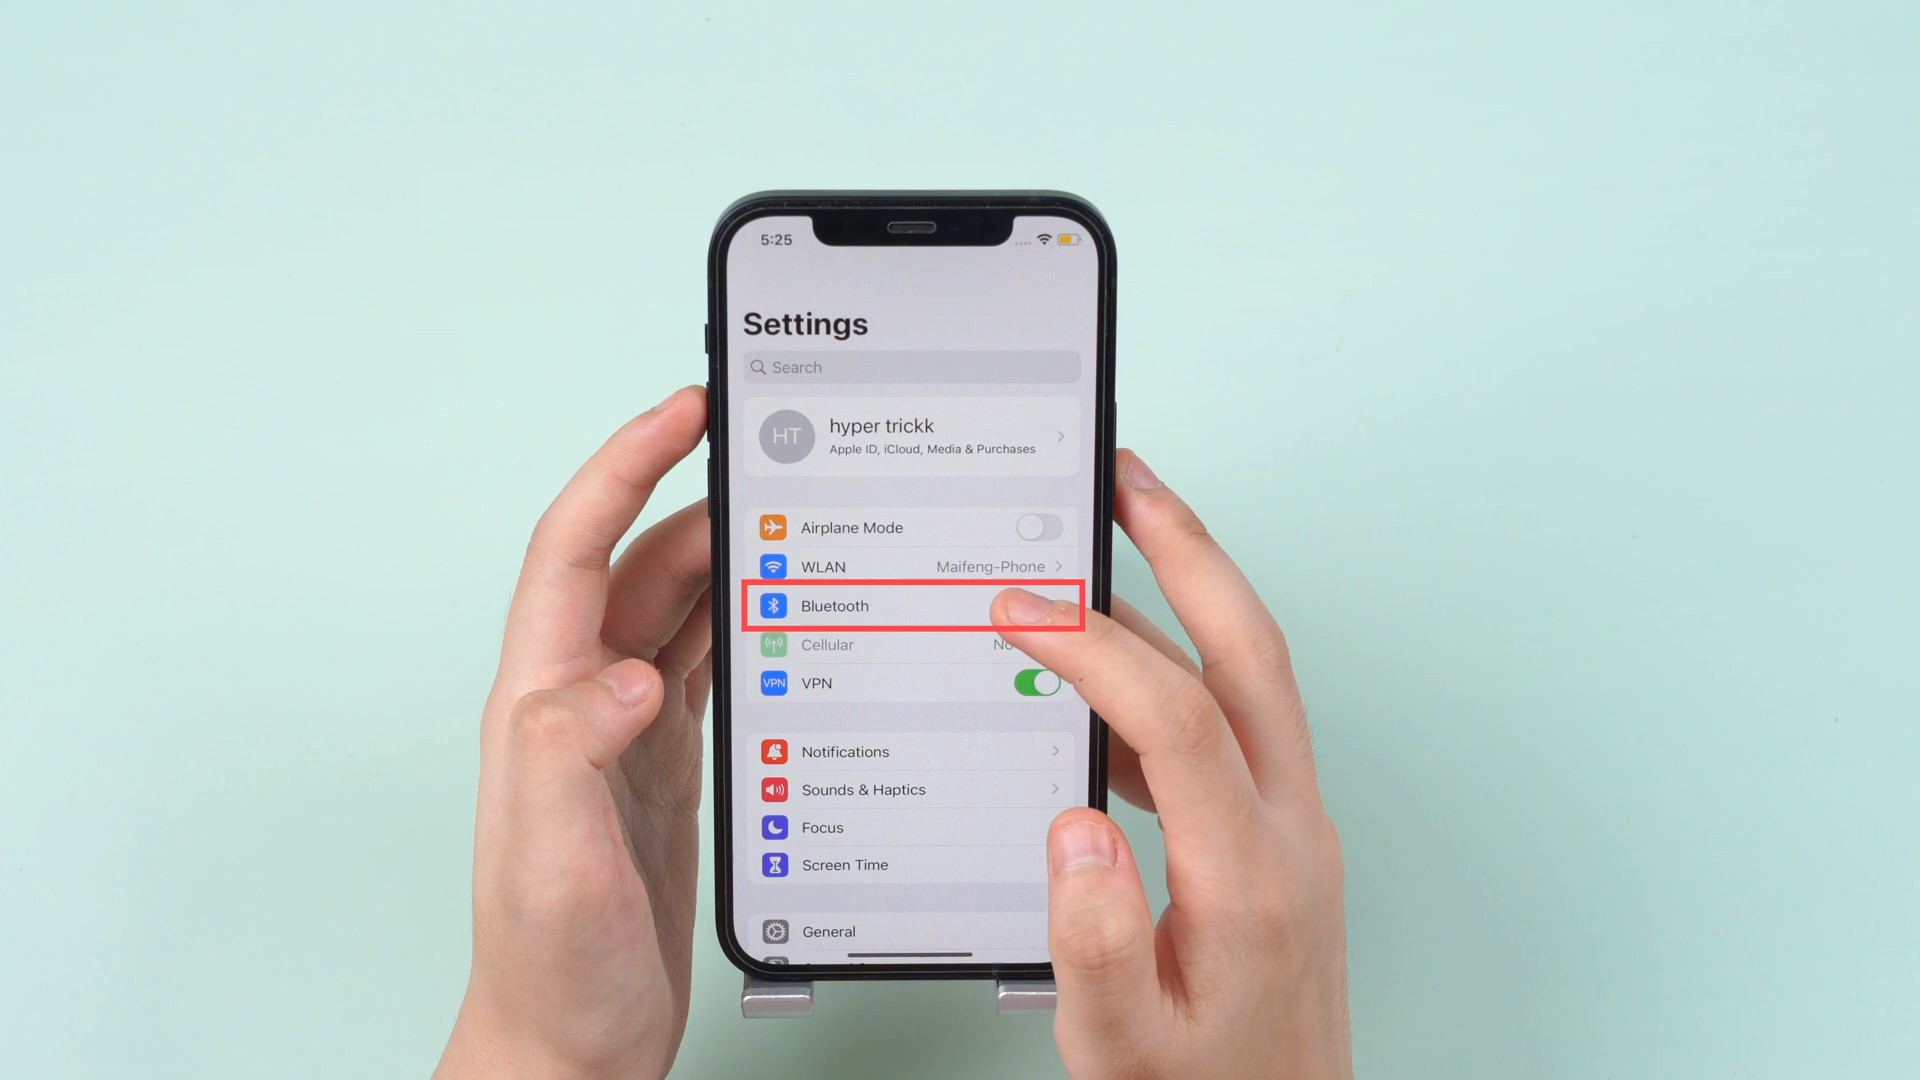 5:25
Settings
Search
HT
hyper trickk
Apple ID, iCloud, Media & Purchases
Airplane Mode
WLAN Maifeng-Phone
Bluetooth
Cellular No
VPN VPN
Notifications
Sounds & Haptics
Focus
Screen Time
General